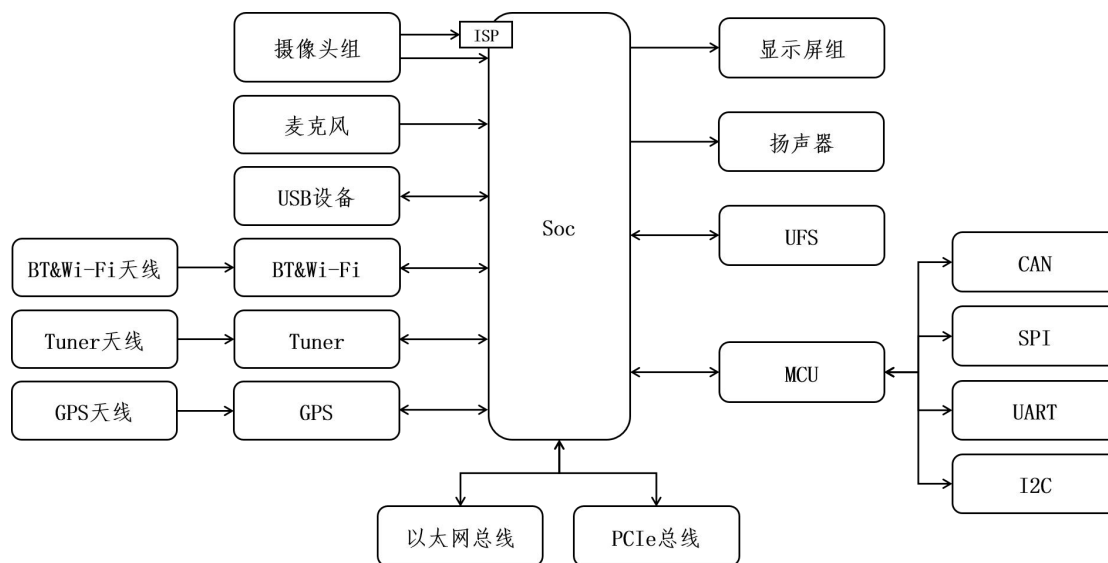 摄像头组
ISP
显示屏组
麦克风
扬声器
USB设备
Soc
UFS
BT&Wi-Fi天线
BT&Wi-Fi
CAN
Tuner天线
Tuner
SPI
MCU
GPS天线
GPS
UART
I2C
以太网总线
PCIe总线